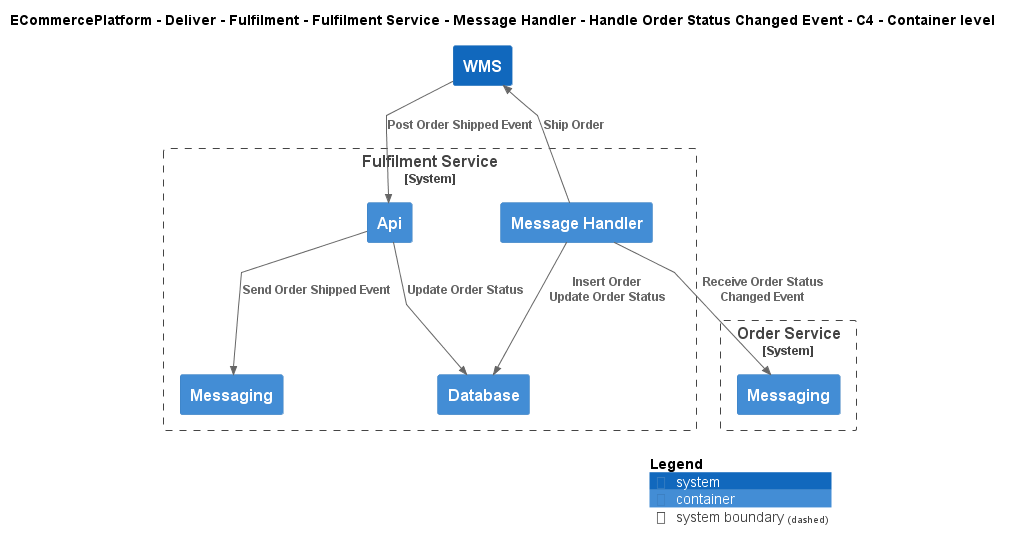 ECommercePlatform - Deliver - Fulfilment - Fulfilment Service - Message Handler - Handle Order Status Changed Event - C4 - Container level
WMS
Post Order Shipped Event
Ship Order
Fulfilment Service
[System]
Api
Message Handler
Send Order Shipped Event
Update Order Status
Insert Order
Update Order Status
Receive Order Status
Changed Event
Order Service
[System]
Messaging
Database
Messaging
Legend
system
container
system boundary (dashed)